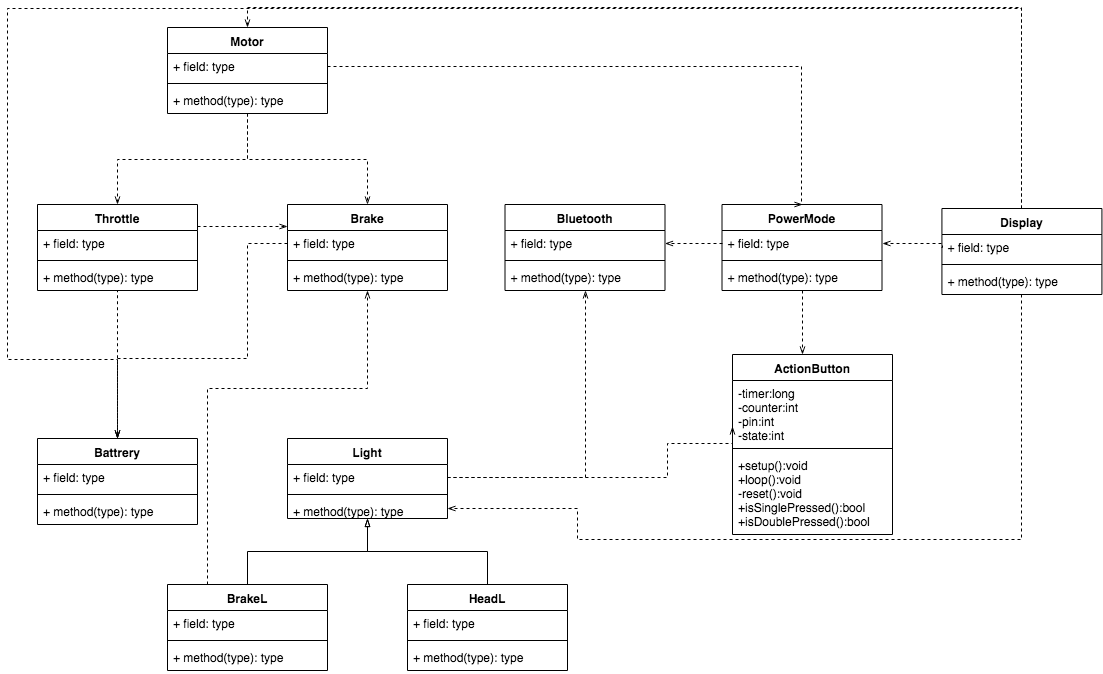 Motor
+ field: type
+ method(type): type
Throttle
+ field: type
+ method(type): type
Brake
+ field: type
+ method(type): type
Bluetooth
+ field: type
+ method(type): type
PowerMode
+ field: type
+ method(type): type
Display
+ field: type
+ method(type): type
ActionButton
-timer:long
-counter:int
-pin:int
-state:int
+setup():void
+loop():void
-reset():void
+isSinglePressed():bool
+isDoublePressed():bool
Battrery
+ field: type
+ method(type): type
Light
+ field: type
+ method(type): type
BrakeL
+ field: type
+ method(type): type
HeadL
+ field: type
+ method(type): type